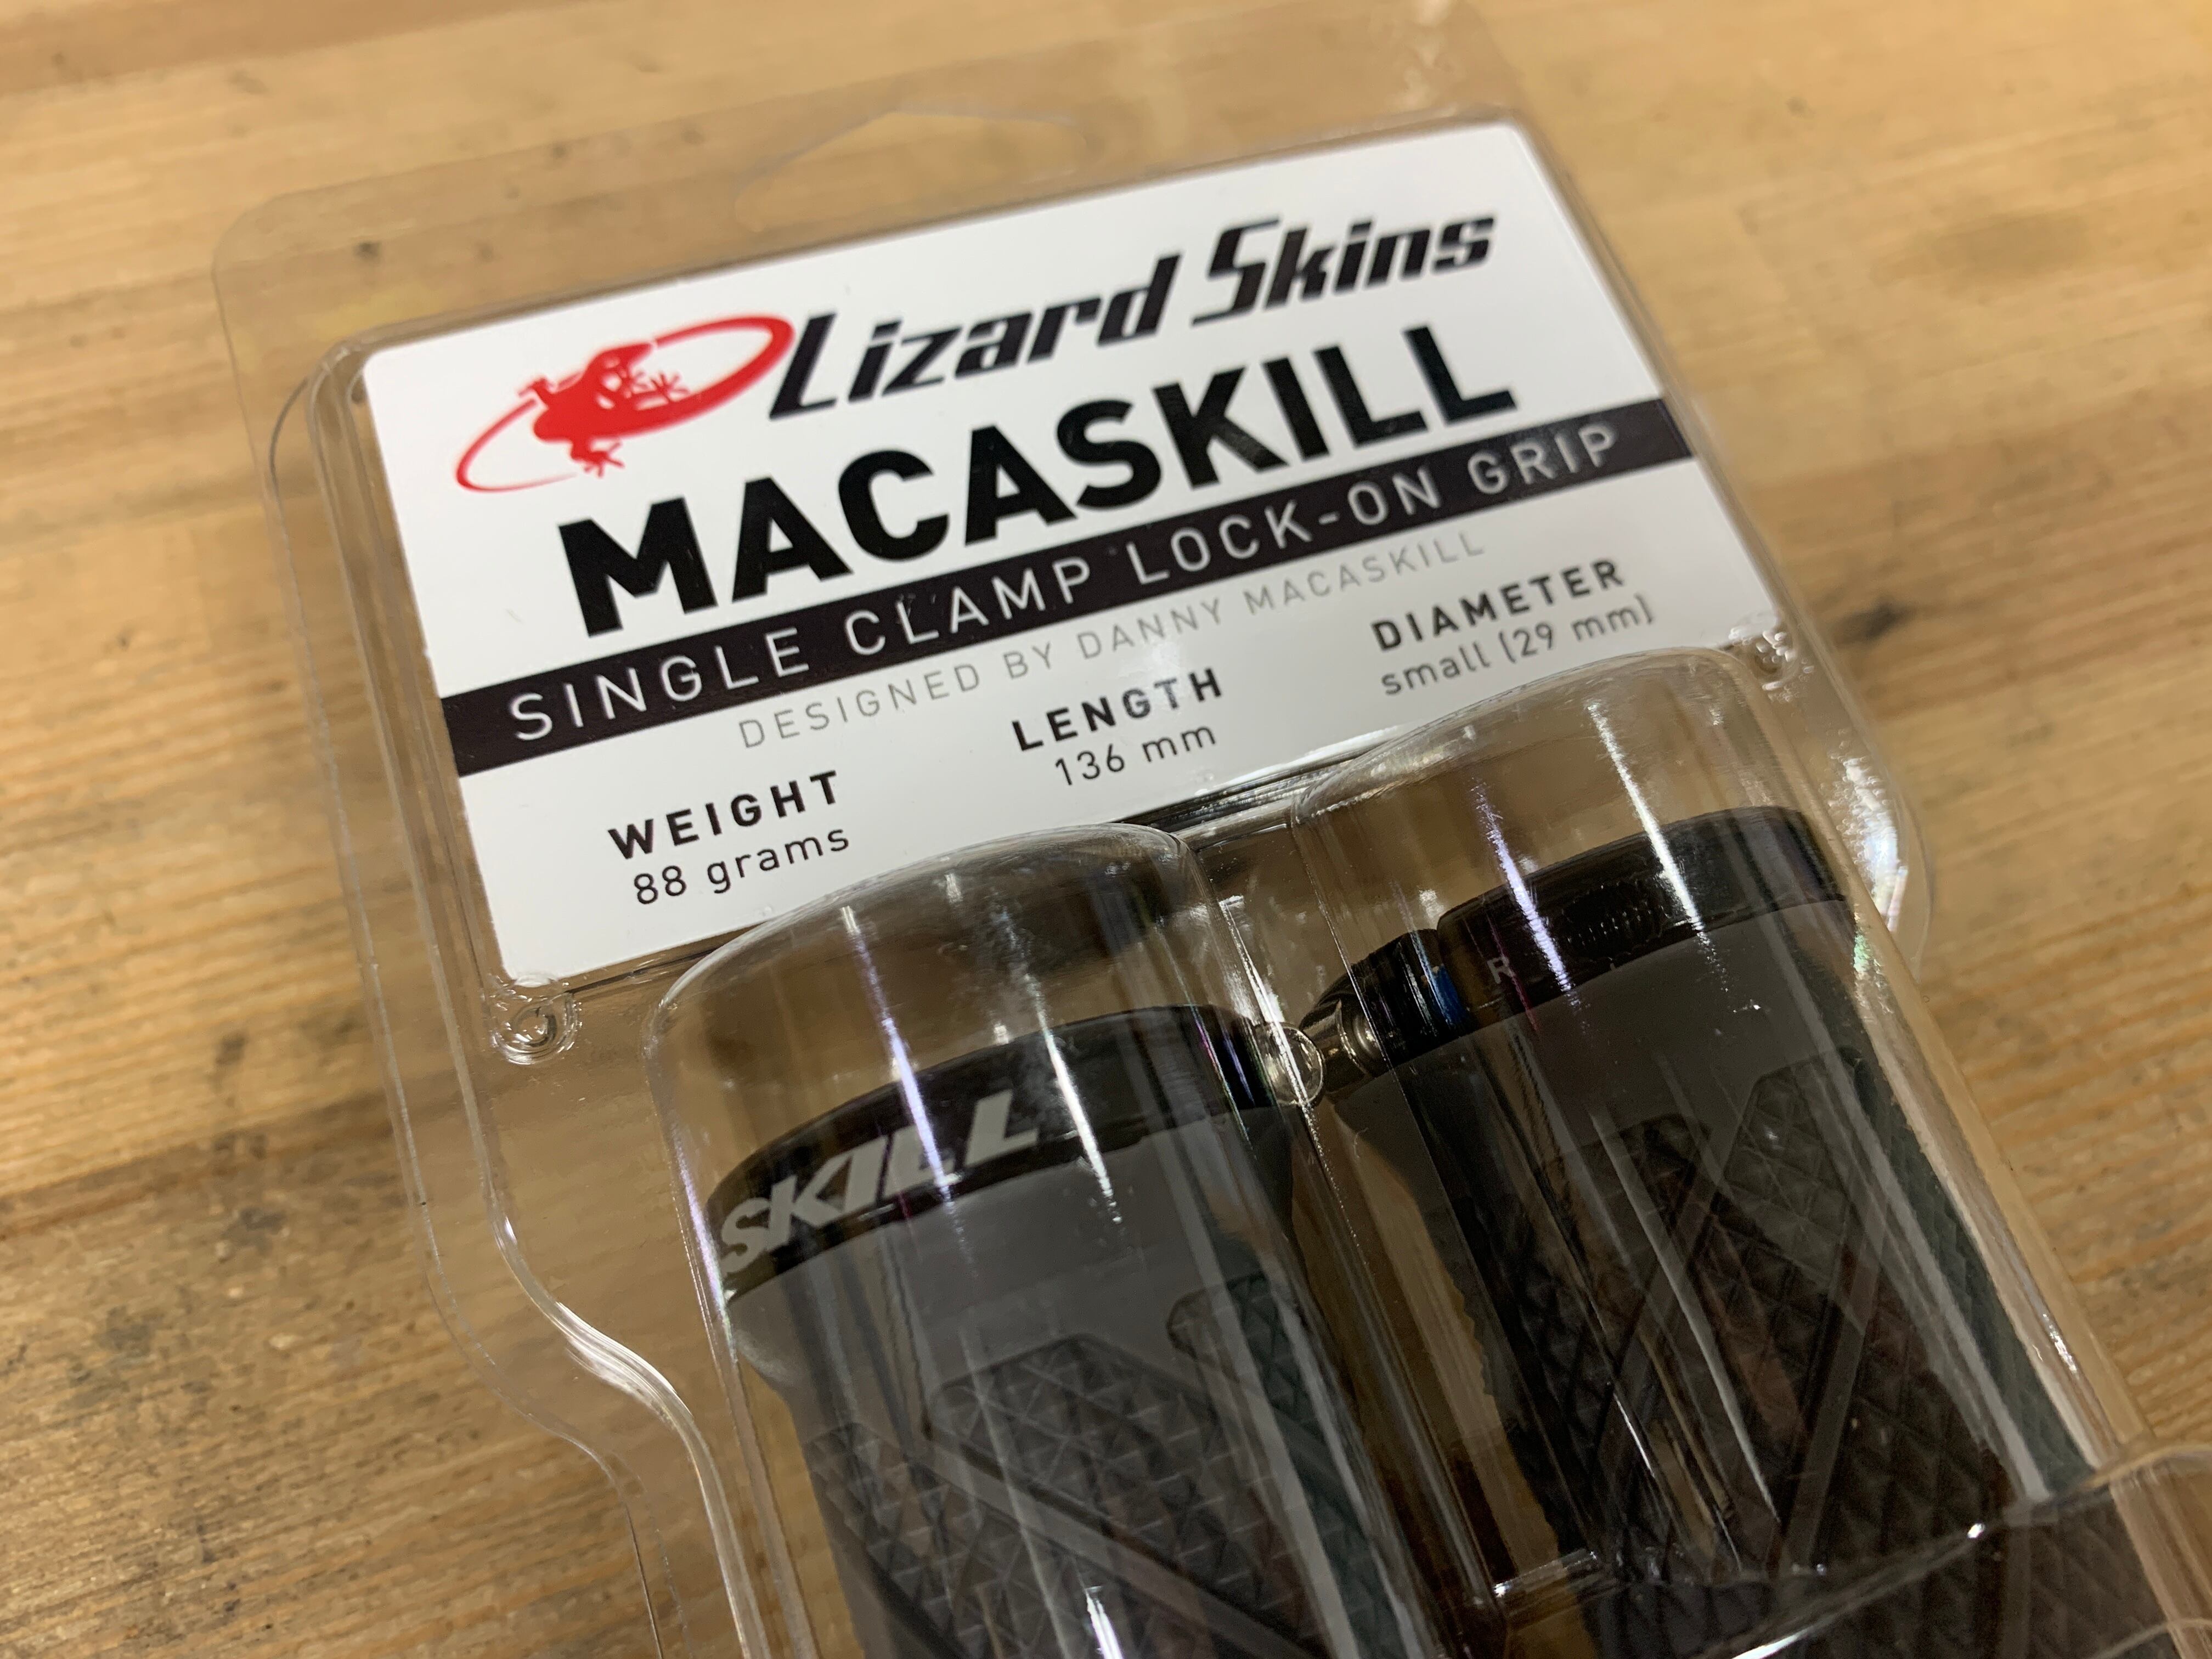 Lizard Skins
MACASKILL
SINGLE CLAMP LOCK-ON GRIP
DESIGNED BY DANNY MACASKILL
WEIGHT
88 grams
LENGTH
136 mm
DIAMETER
small (29 mm)
SKILL
R